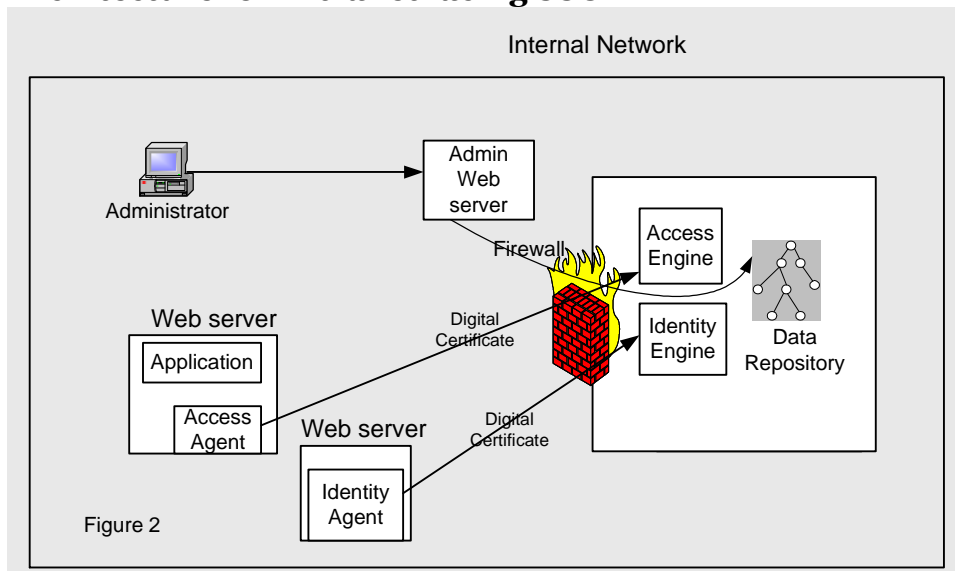 Internal Network
Admin
Web
server
Administrator
Firewall
Access
Engine
Web server
Digital
Certificate
Identity
Engine
Data
Repository
Application
Access
Agent
Web server
Digital
Certificate
Identity
Agent
Figure 2